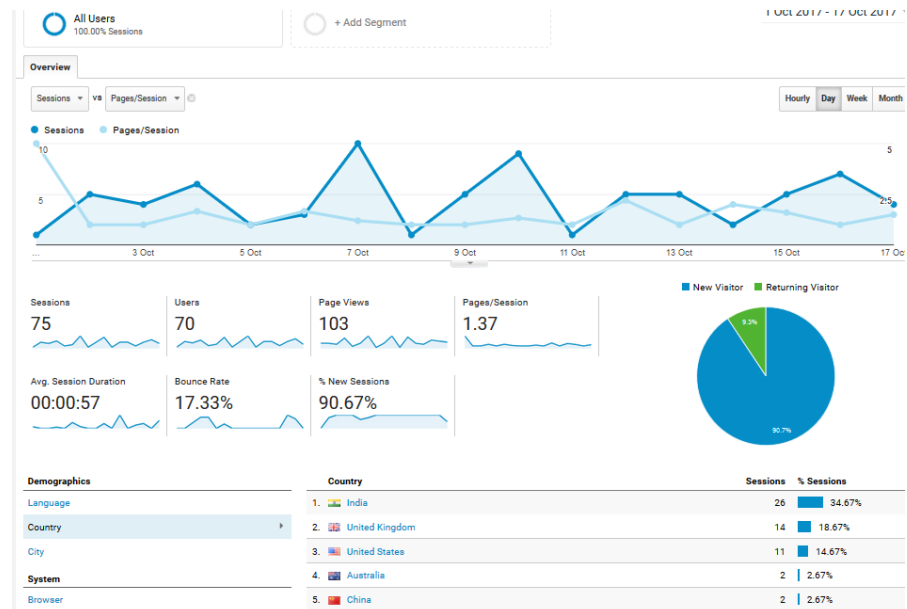 All Users
100.00% Sessions
+ Add Segment
1 Oct 2017 - 17 Oct 2017
Overview
Sessions vs Pages/Session
Hourly Day Week Month
Sessions Pages/Session
10 5
5 2.5
... 3 Oct 5 Oct 7 Oct 9 Oct 11 Oct 13 Oct 15 Oct 17 Oct
New Visitor Returning Visitor
Sessions Users Page Views Pages/Session
75 70 103 1.37
9.3%
Avg. Session Duration Bounce Rate % New Sessions
00:00:57 17.33% 90.67%
90.7%
Demographics Country Sessions % Sessions
Language 1. India 26 34.67%
Country 2. United Kingdom 14 18.67%
City 3. United States 11 14.67%
System 4. Australia 2 2.67%
Browser 5. China 2 2.67%